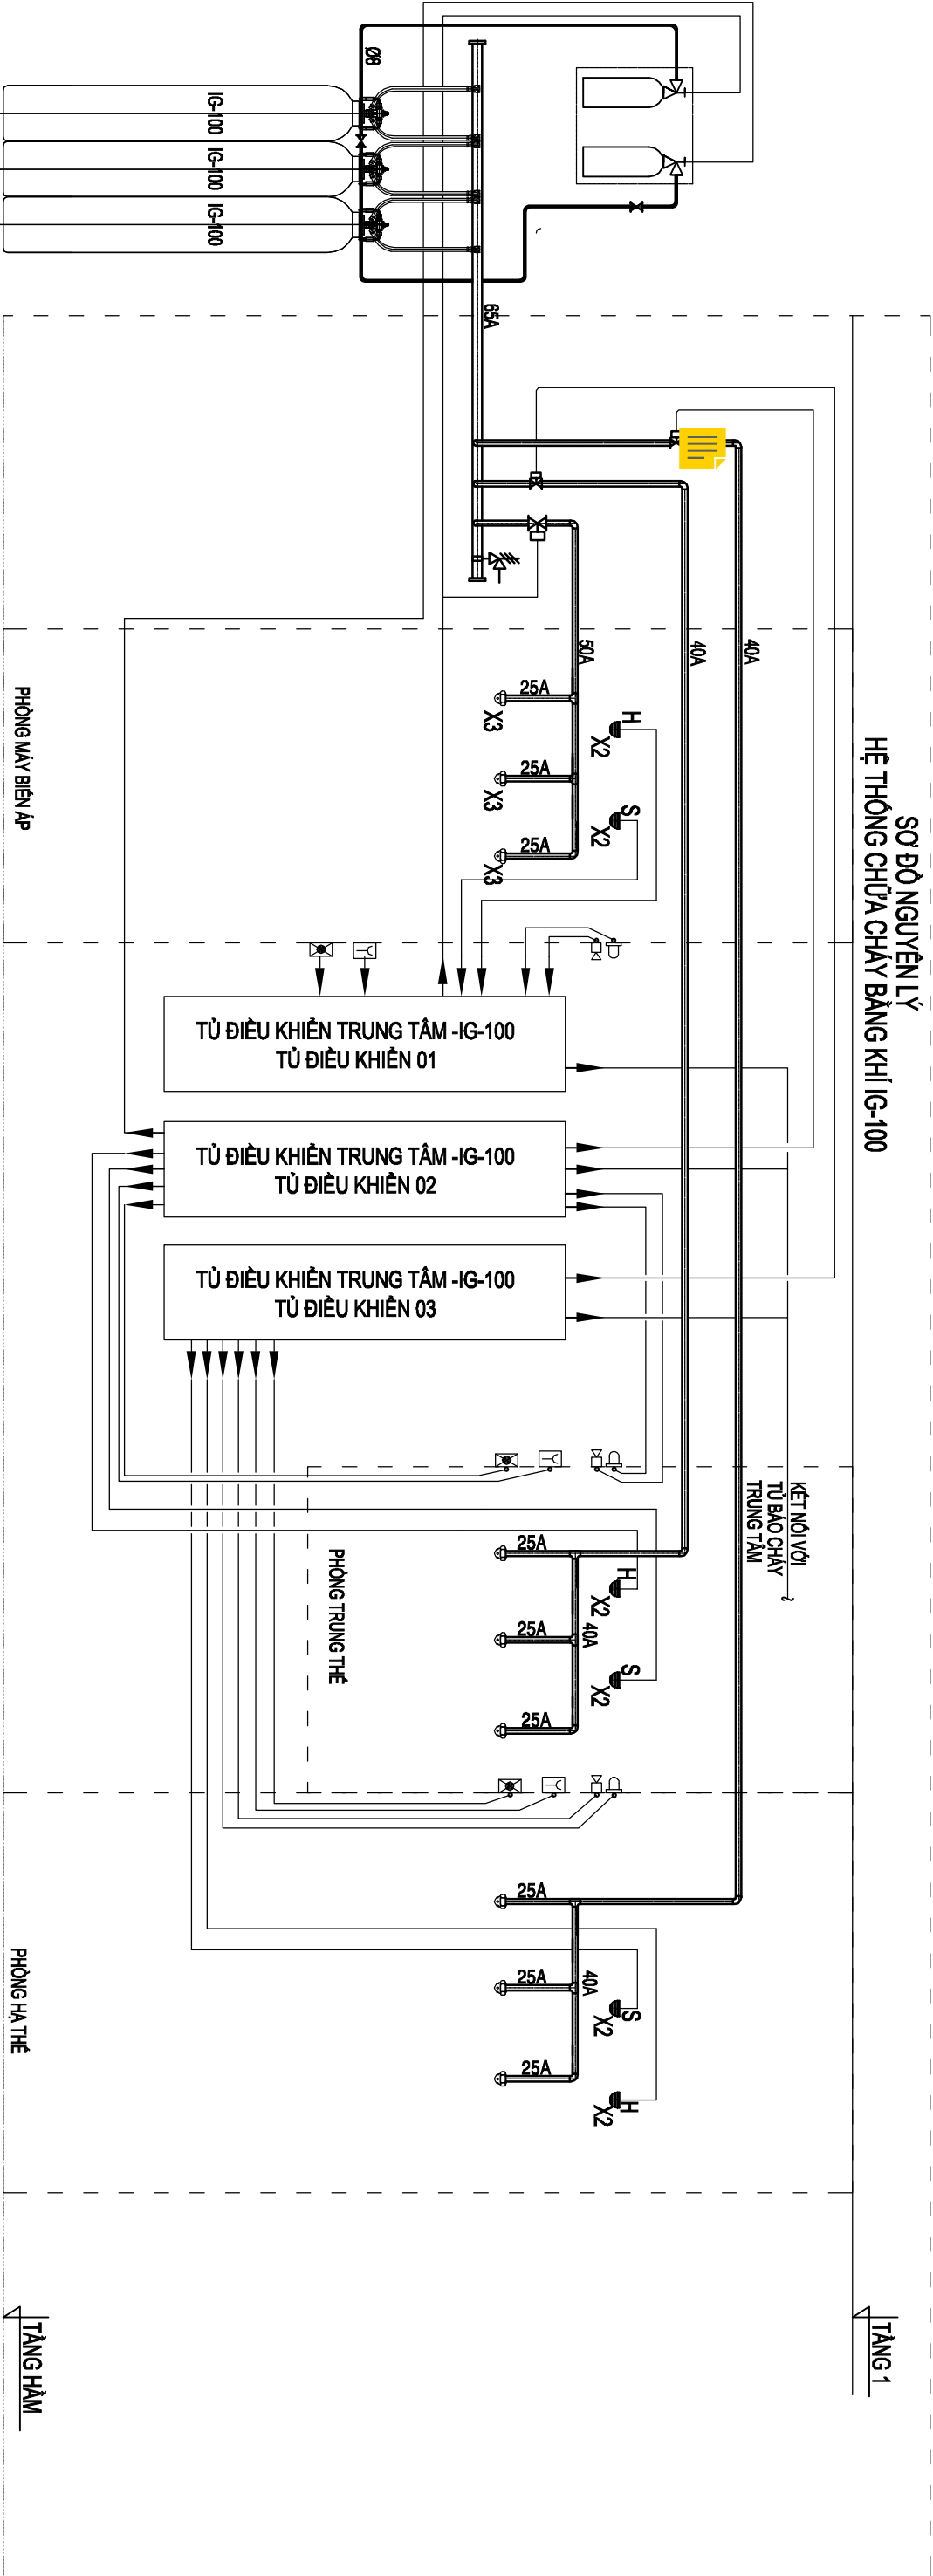 SƠ ĐỒ NGUYÊN LÝ
HỆ THỐNG CHỮA CHÁY BẰNG KHÍ IG-100
Ø8
IG-100
IG-100
IG-100
65A
50A
40A
40A
25A
X3
25A
X3
25A
X3
H
X2
S
X2
PHÒNG MÁY BIẾN ÁP
TỦ ĐIỀU KHIỂN TRUNG TÂM -IG-100
TỦ ĐIỀU KHIỂN 01
TỦ ĐIỀU KHIỂN TRUNG TÂM -IG-100
TỦ ĐIỀU KHIỂN 02
TỦ ĐIỀU KHIỂN TRUNG TÂM -IG-100
TỦ ĐIỀU KHIỂN 03
KẾT NỐI VỚI
TỦ BÁO CHÁY
TRUNG TÂM
25A
25A
25A
40A
H
X2
S
X2
PHÒNG TRUNG THẾ
25A
25A
25A
40A
S
X2
H
X2
PHÒNG HẠ THẾ
TẦNG 1
TẦNG HẦM